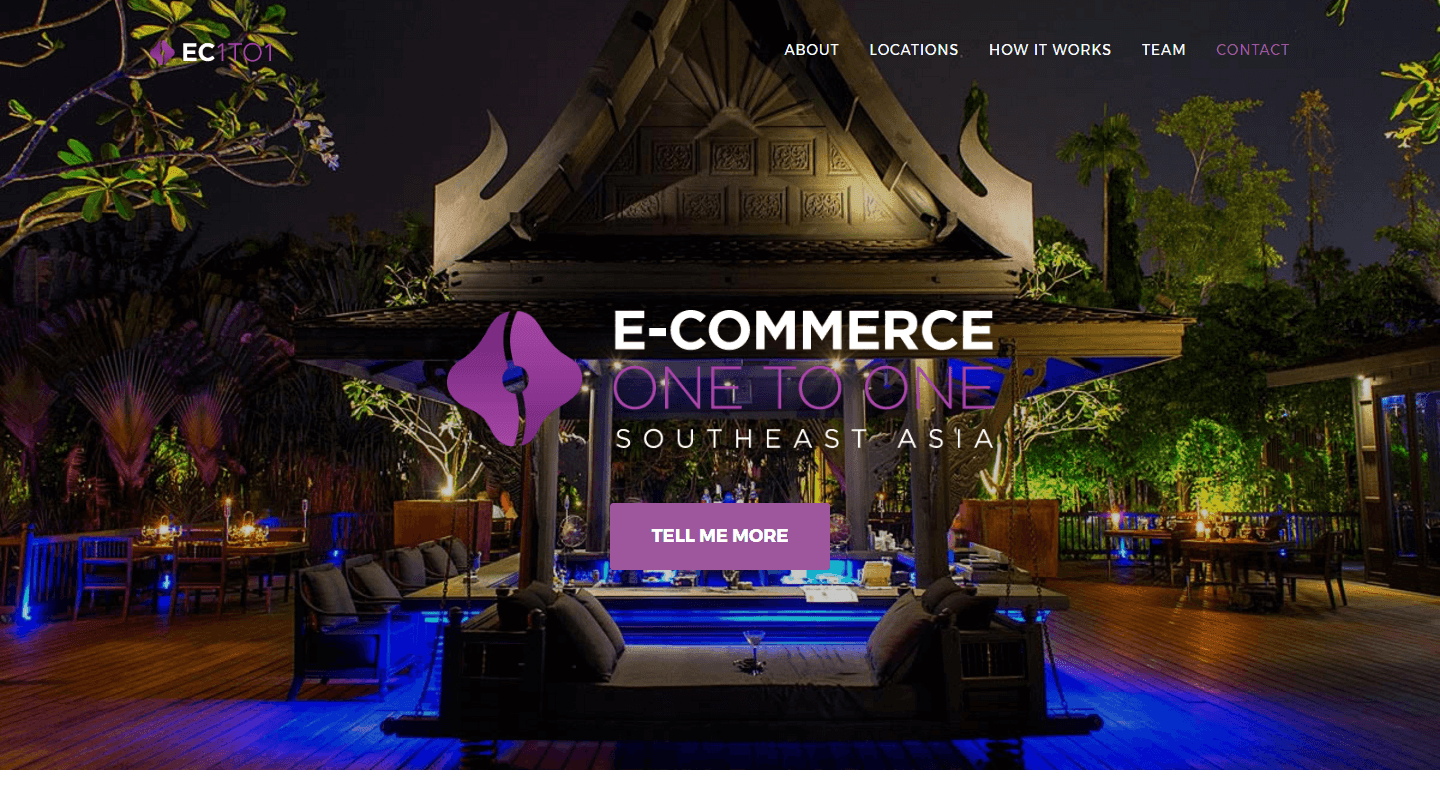 EC1TO1
ABOUT LOCATIONS HOW IT WORKS TEAM CONTACT
E-COMMERCE
ONE TO ONE
SOUTHEAST ASIA
TELL ME MORE